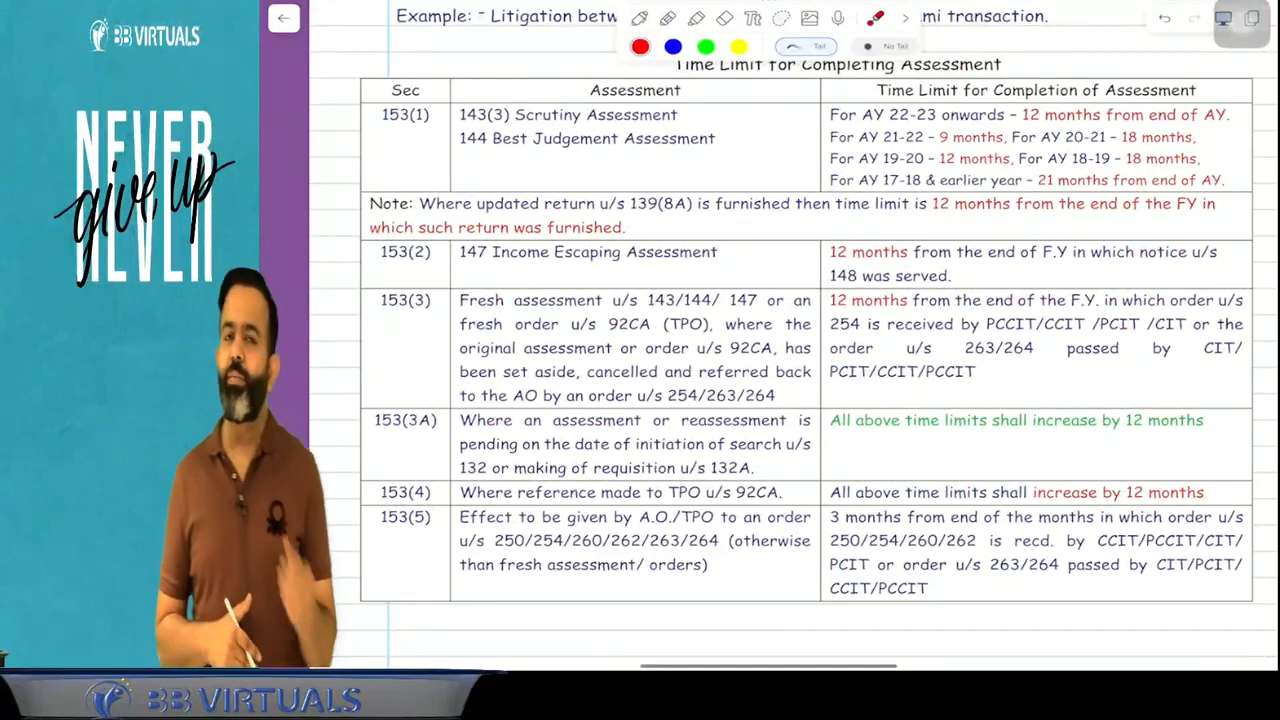 BB VIRTUALS
NEVER
give up
NEVER
Example: - Litigation betw
mi transaction.
Tt
Tail
No Tail
Time Limit for Completing Assessment
Sec
Assessment
Time Limit for Completion of Assessment
153(1)
143(3) Scrutiny Assessment
144 Best Judgement Assessment
For AY 22-23 onwards – 12 months from end of AY.
For AY 21-22 – 9 months, For AY 20-21 – 18 months,
For AY 19-20 – 12 months, For AY 18-19 – 18 months,
For AY 17-18 & earlier year – 21 months from end of AY.
Note: Where updated return u/s 139(8A) is furnished then time limit is 12 months from the end of the FY in
which such return was furnished.
153(2)
147 Income Escaping Assessment
12 months from the end of F.Y in which notice u/s
148 was served.
153(3)
Fresh assessment u/s 143/144/ 147 or an
fresh order u/s 92CA (TPO), where the
original assessment or order u/s 92CA, has
been set aside, cancelled and referred back
to the AO by an order u/s 254/263/264
12 months from the end of the F.Y. in which order u/s
254 is received by PCCIT/CCIT /PCIT /CIT or the
order u/s 263/264 passed by CIT/
PCIT/CCIT/PCCIT
153(3A)
Where an assessment or reassessment is
pending on the date of initiation of search u/s
132 or making of requisition u/s 132A.
All above time limits shall increase by 12 months
153(4)
Where reference made to TPO u/s 92CA.
All above time limits shall increase by 12 months
153(5)
Effect to be given by A.O./TPO to an order
u/s 250/254/260/262/263/264 (otherwise
than fresh assessment/ orders)
3 months from end of the months in which order u/s
250/254/260/262 is recd. by CCIT/PCCIT/CIT/
PCIT or order u/s 263/264 passed by CIT/PCIT/
CCIT/PCCIT
BB VIRTUALS